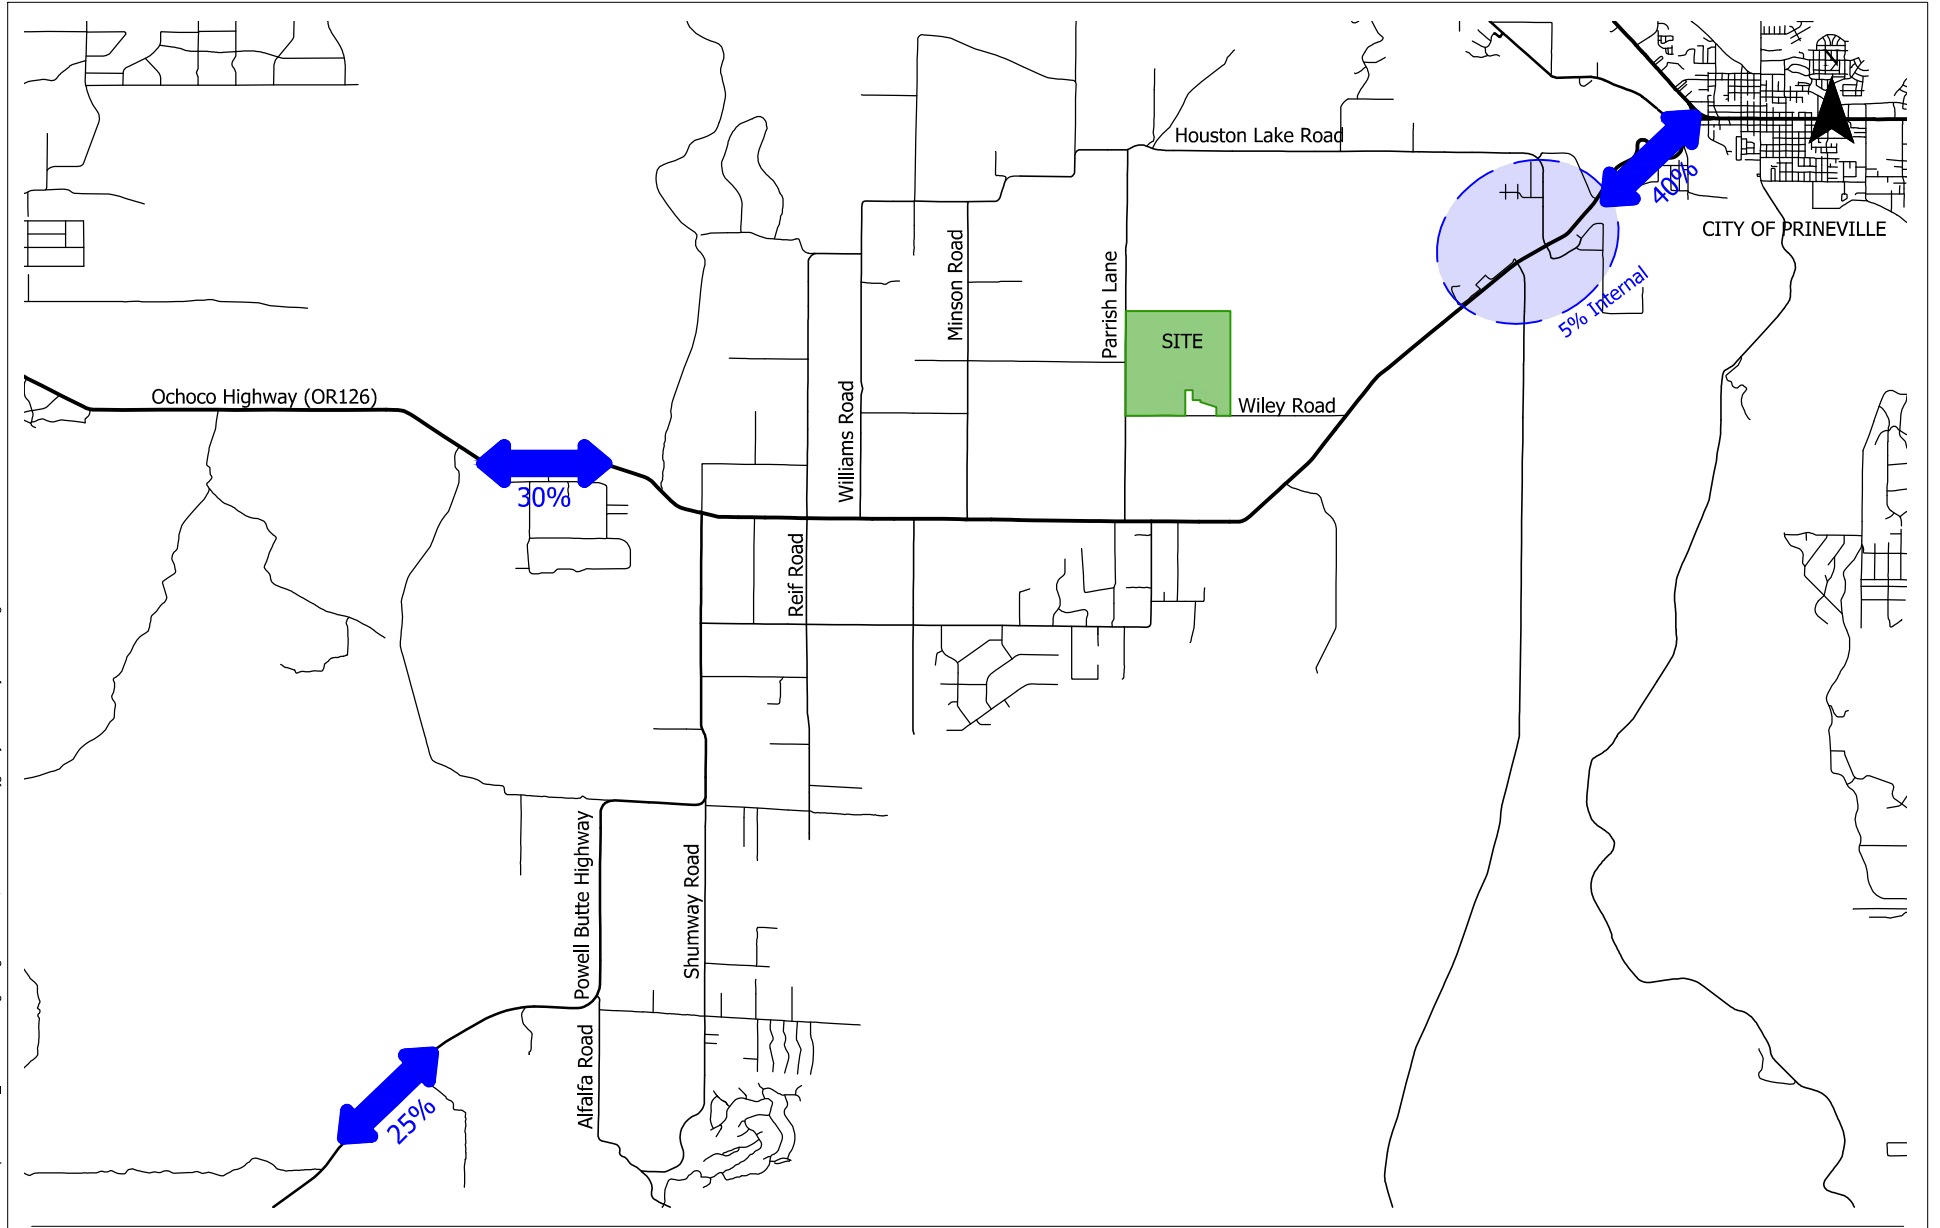 N
Houston Lake Road
40%
CITY OF PRINEVILLE
Minson Road
Parrish Lane
5% Internal
SITE
Ochoco Highway (OR126)
Williams Road
Wiley Road
30%
Reif Road
Powell Butte Highway
Shumway Road
Alfalfa Road
25%